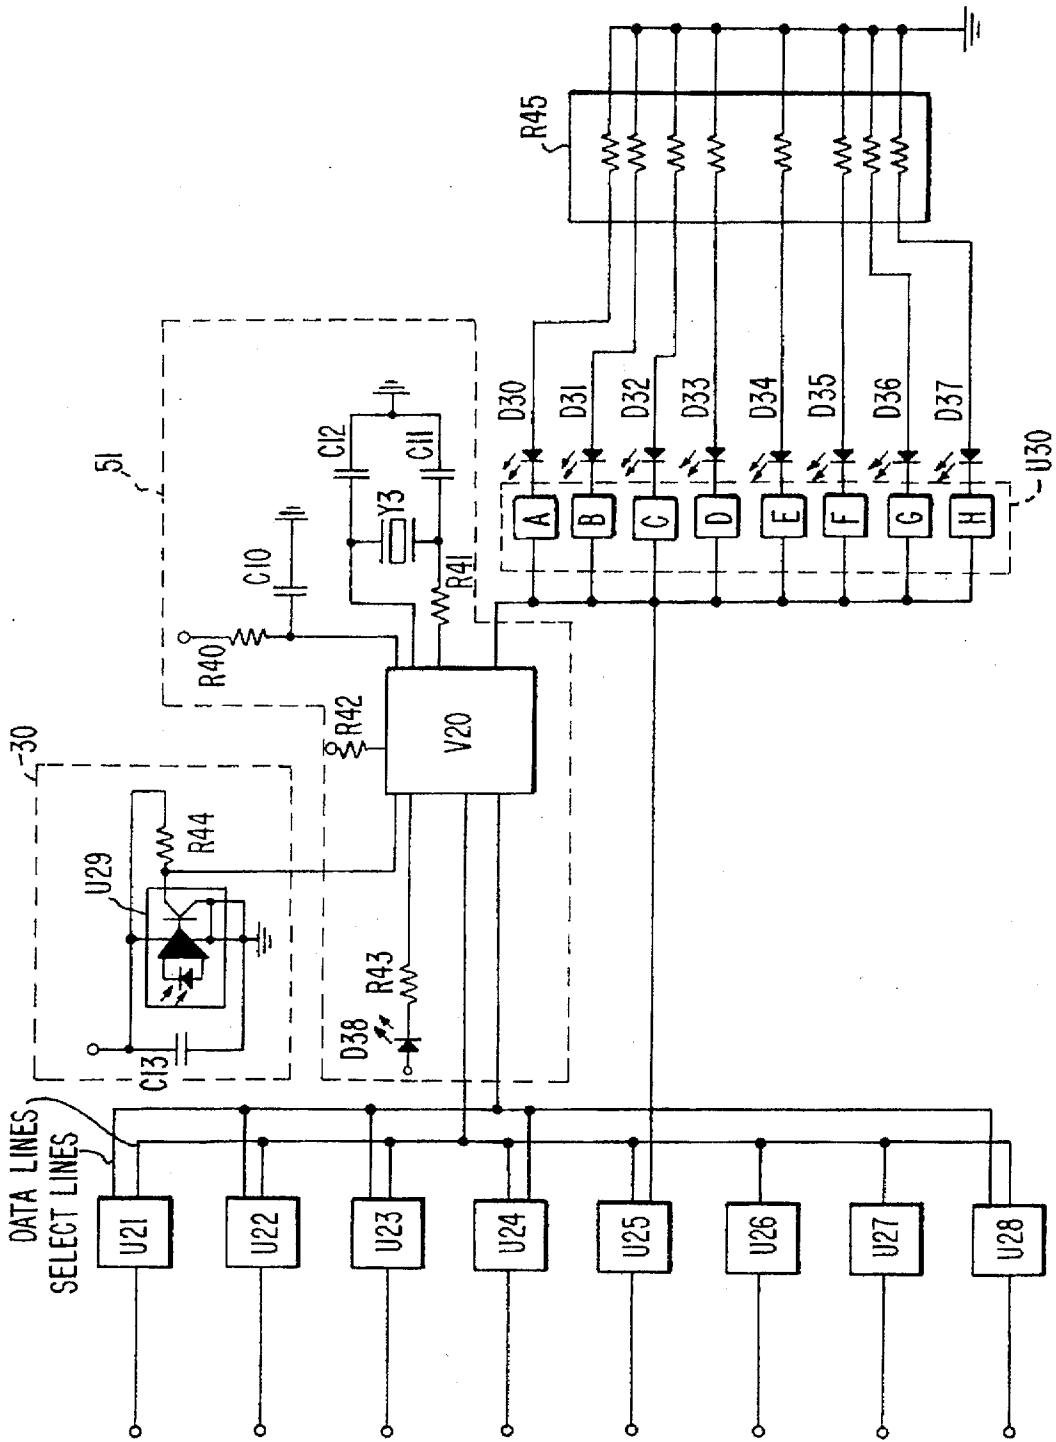 DATA LINES
SELECT LINES
U21
U22
U23
U24
U25
U26
U27
U28
30
C13
U29
R44
51
D38
R43
R42
V20
R40
C10
C12
C11
Y3
R41
R45
D30
D31
D32
D33
D34
D35
D36
D37
A
B
C
D
E
F
G
H
U30